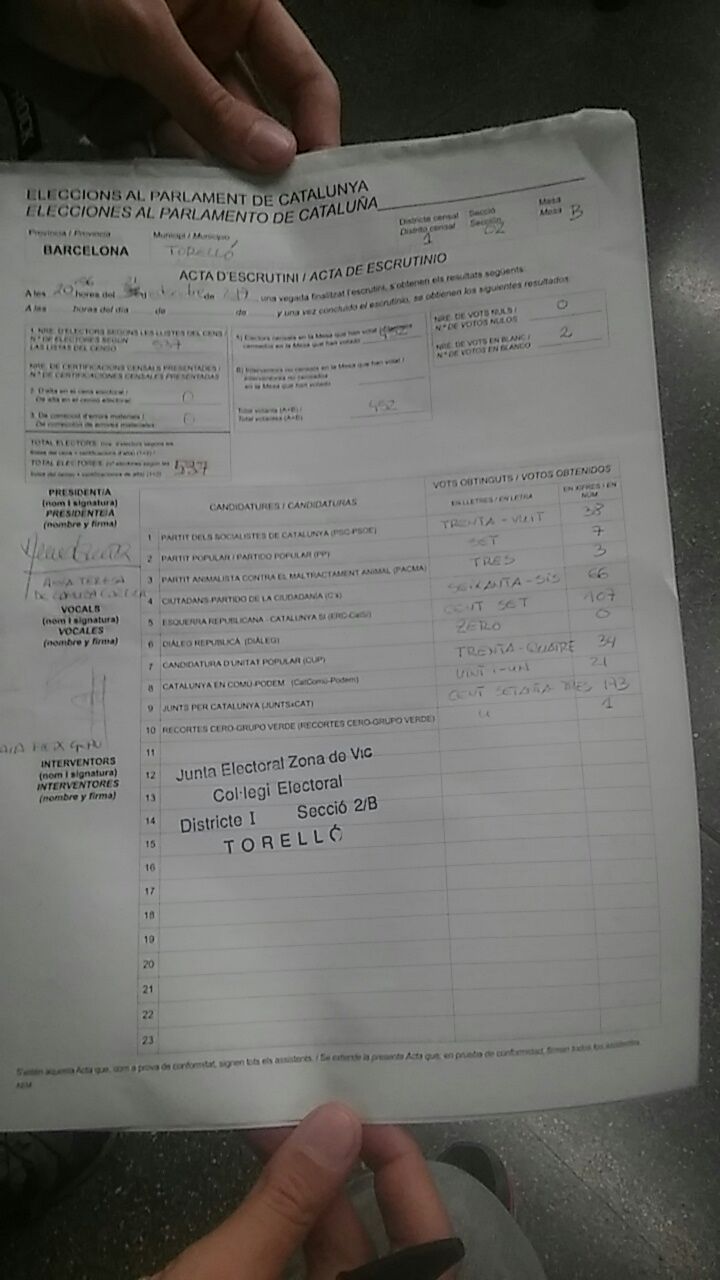 ELECCIONS AL PARLAMENT DE CATALUNYA
ELECCIONES AL PARLAMENTO DE CATALUÑA
Província / Provincia
BARCELONA
Municipi / Municipio
TORELLÓ
Districte censal
Distrito censal
1
Secció
Sección
02
Mesa
Mesa B
ACTA D'ESCRUTINI / ACTA DE ESCRUTINIO
A les 20 hores del de una vegada finalitzat l'escrutini, s'obtenen els resultats següents:
A las horas del día de de y una vez concluido el escrutinio, se obtienen los siguientes resultados:
1. NRE. D'ELECTORS SEGONS LES LLISTES DEL CENS /
N.º DE ELECTORES SEGÚN
LAS LISTAS DEL CENSO 537
NRE. DE CERTIFICACIONS CENSALS PRESENTADES /
N.º DE CERTIFICACIONES CENSALES PRESENTADAS
2. D'alta en el cens electoral /
De alta en el censo electoral 0
3. De correcció d'errors materials /
De corrección de errores materiales 0
TOTAL ELECTORS
TOTAL ELECTORES 537
A) Electors censats en la Mesa que han votat / Electores
censados en la Mesa que han votado 452
B) Interventors no censats en la Mesa que han votat /
Interventores no censados
en la Mesa que han votado
Total votants (A+B) /
Total votantes (A+B) 452
NRE. DE VOTS NULS /
N.º DE VOTOS NULOS 0
NRE. DE VOTS EN BLANC /
N.º DE VOTOS EN BLANCO 2
PRESIDENT/A
(nom i signatura)
PRESIDENTE/A
(nombre y firma)
ANNA TERESA
VOCALS
(nom i signatura)
VOCALES
(nombre y firma)
INTERVENTORS
(nom i signatura)
INTERVENTORES
(nombre y firma)
CANDIDATURES / CANDIDATURAS
VOTS OBTINGUTS / VOTOS OBTENIDOS
EN LLETRES / EN LETRA
EN XIFRES / EN NÚM.
1 PARTIT DELS SOCIALISTES DE CATALUNYA (PSC-PSOE) TRENTA-VUIT 38
2 PARTIT POPULAR / PARTIDO POPULAR (PP) SET 7
3 PARTIT ANIMALISTA CONTRA EL MALTRACTAMENT ANIMAL (PACMA) TRES 3
4 CIUTADANS-PARTIDO DE LA CIUDADANÍA (C's) SEIXANTA-SIS 66
5 ESQUERRA REPUBLICANA - CATALUNYA SÍ (ERC-CatSí) CENT SET 107
6 DIÀLEG REPUBLICÀ (DIÀLEG) ZERO 0
7 CANDIDATURA D'UNITAT POPULAR (CUP) TRENTA-QUATRE 34
8 CATALUNYA EN COMÚ-PODEM (CatComú-Podem) VINT-I-UN 21
9 JUNTS PER CATALUNYA (JUNTSxCAT) CENT SETANTA TRES 173
10 RECORTES CERO-GRUPO VERDE (RECORTES CERO-GRUPO VERDE) U 1
11
12
13
14
15
16
17
18
19
20
21
22
23
Junta Electoral Zona de Vic
Col·legi Electoral
Districte I Secció 2/B
TORELLÓ
S'estén aquesta Acta que, com a prova de conformitat, signen tots els assistents. / Se extiende la presente Acta que, en prueba de conformidad, firman todos los asistentes.